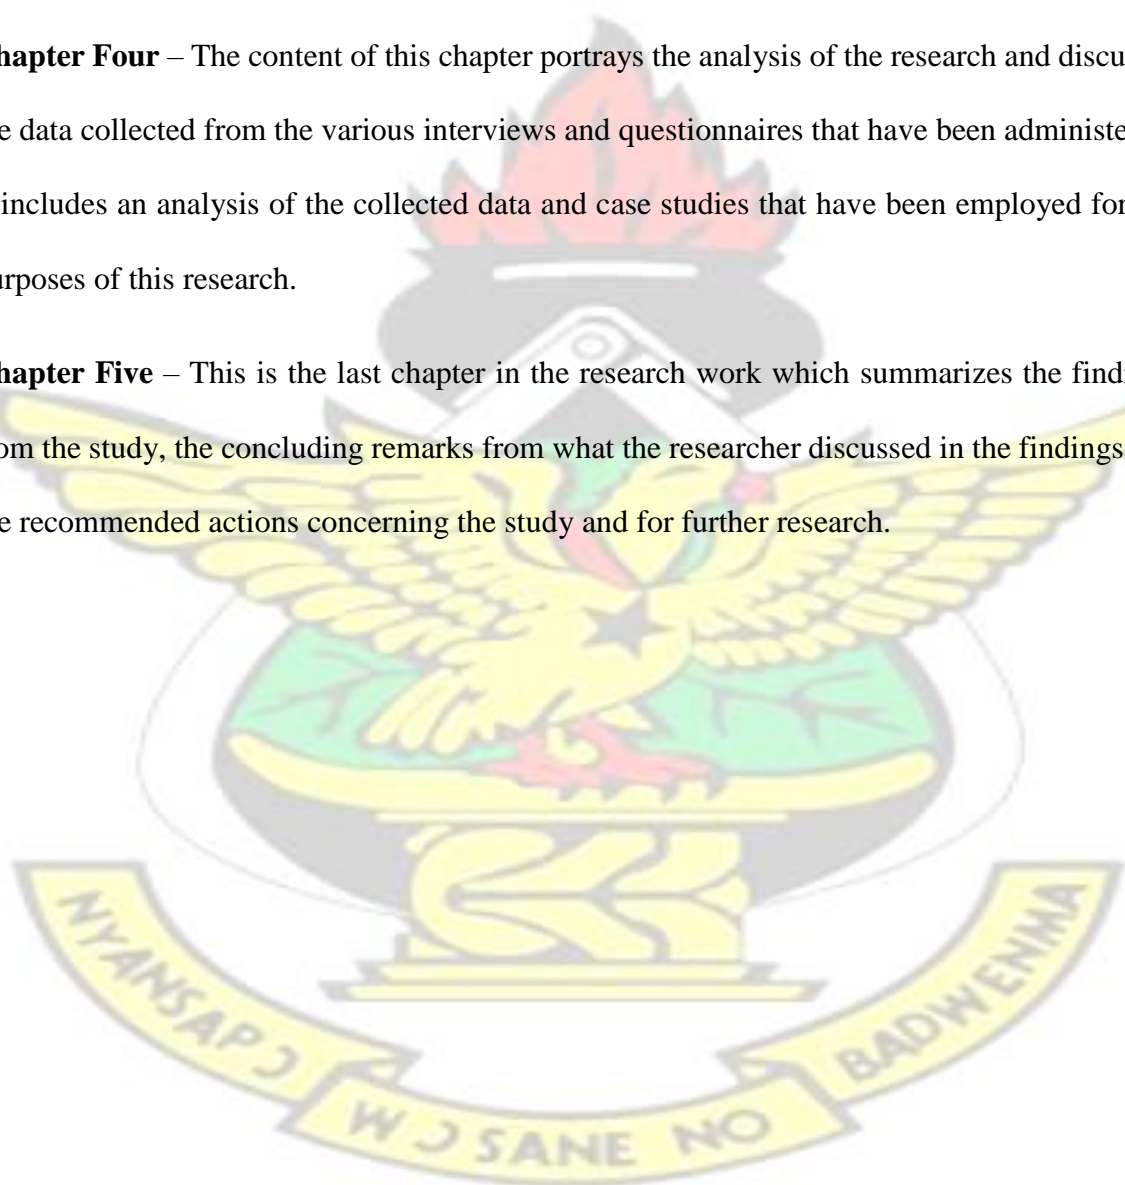 hapter Four – The content of this chapter portrays the analysis of the research and discu
e data collected from the various interviews and questionnaires that have been administe
includes an analysis of the collected data and case studies that have been employed for
urposes of this research.
hapter Five – This is the last chapter in the research work which summarizes the findi
om the study, the concluding remarks from what the researcher discussed in the findings
e recommended actions concerning the study and for further research.
NYANSAPƆ
WƆSANE NO
BADWENMA